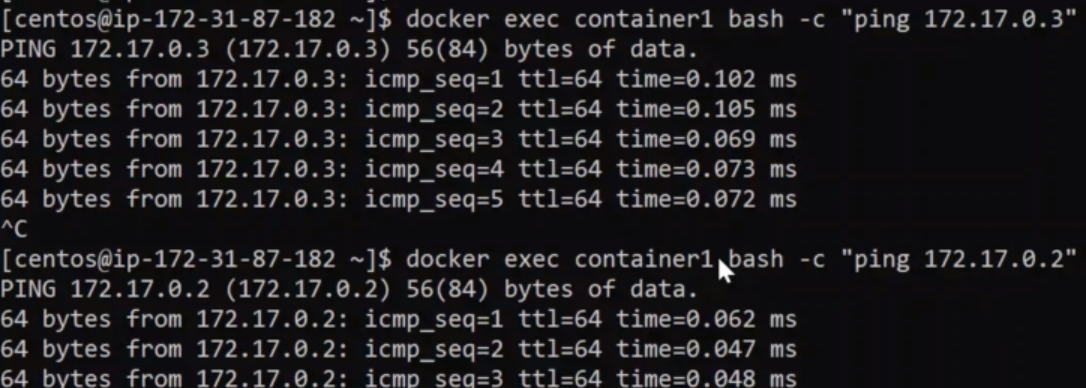 [centos@ip-172-31-87-182 ~]$ docker exec container1 bash -c "ping 172.17.0.3"
PING 172.17.0.3 (172.17.0.3) 56(84) bytes of data.
64 bytes from 172.17.0.3: icmp_seq=1 ttl=64 time=0.102 ms
64 bytes from 172.17.0.3: icmp_seq=2 ttl=64 time=0.105 ms
64 bytes from 172.17.0.3: icmp_seq=3 ttl=64 time=0.069 ms
64 bytes from 172.17.0.3: icmp_seq=4 ttl=64 time=0.073 ms
64 bytes from 172.17.0.3: icmp_seq=5 ttl=64 time=0.072 ms
^C
[centos@ip-172-31-87-182 ~]$ docker exec container1 bash -c "ping 172.17.0.2"
PING 172.17.0.2 (172.17.0.2) 56(84) bytes of data.
64 bytes from 172.17.0.2: icmp_seq=1 ttl=64 time=0.062 ms
64 bytes from 172.17.0.2: icmp_seq=2 ttl=64 time=0.047 ms
64 bytes from 172.17.0.2: icmp_seq=3 ttl=64 time=0.048 ms